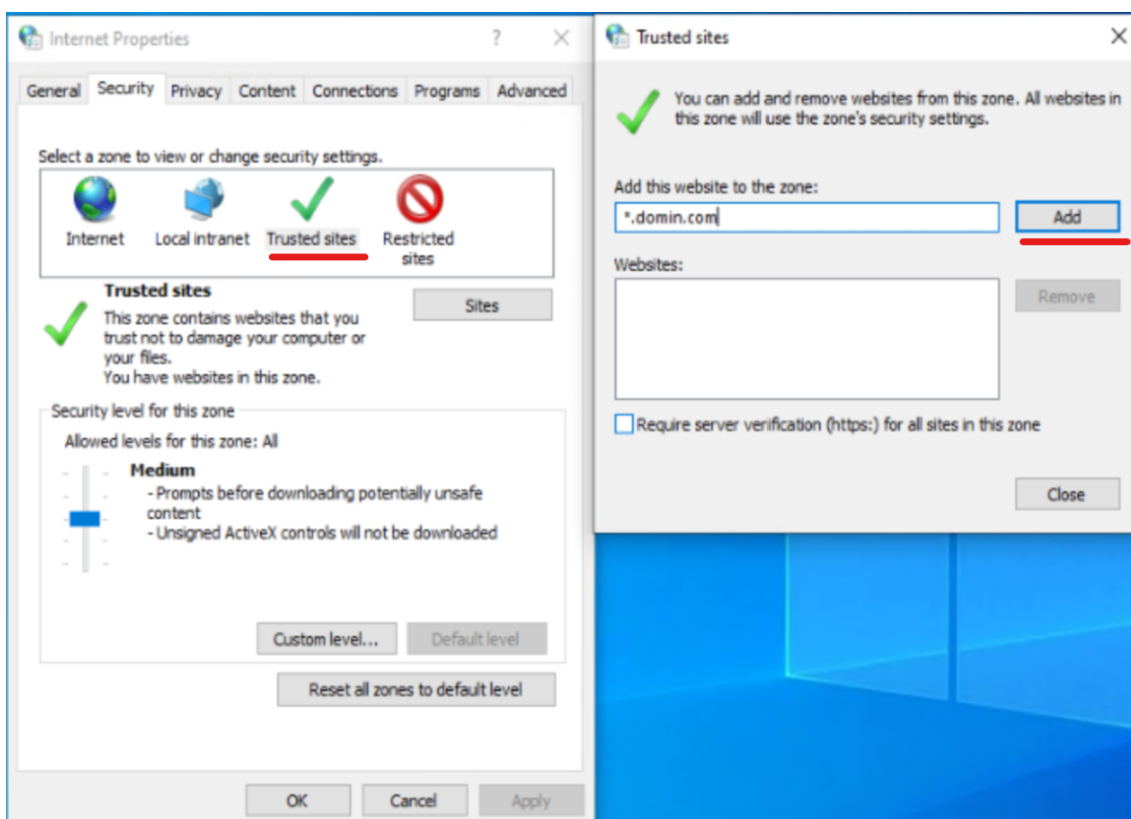 Internet Properties
General Security Privacy Content Connections Programs Advanced
Select a zone to view or change security settings.
Internet
Local intranet
Trusted sites
Restricted
sites
Trusted sites
Sites
This zone contains websites that you
trust not to damage your computer or
your files.
You have websites in this zone.
Security level for this zone
Allowed levels for this zone: All
Medium
- Prompts before downloading potentially unsafe
content
- Unsigned ActiveX controls will not be downloaded
Custom level...
Default level
Reset all zones to default level
OK
Cancel
Apply
Trusted sites
You can add and remove websites from this zone. All websites in
this zone will use the zone's security settings.
Add this website to the zone:
*.domin.com
Add
Websites:
Remove
Require server verification (https:) for all sites in this zone
Close